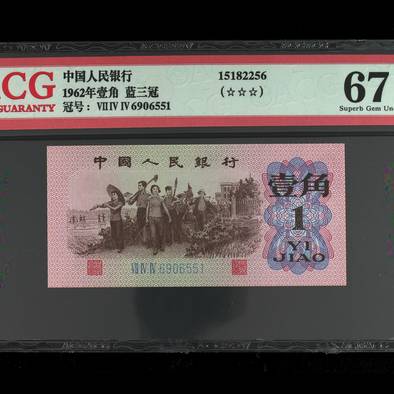 ACG
GUARANTY
中国人民银行
1962年壹角 蓝三冠
冠号：VII IV IV 6906551
15182256
(☆☆☆)
67
Superb Gem Un
中國人民銀行
壹角
1
YI
JIAO
VII IV IV 6906551